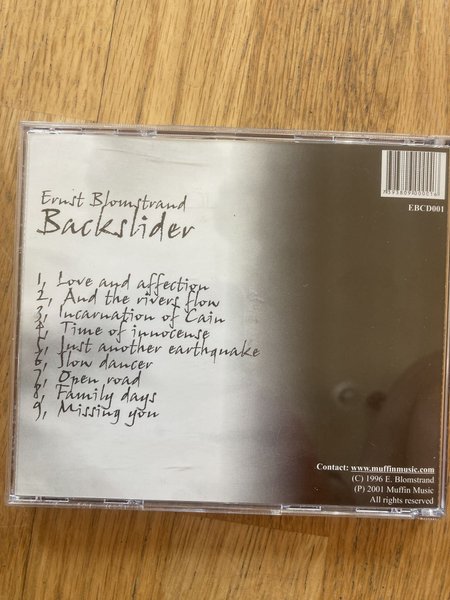 Ernst Blomstrand
Backslider
1, Love and affection
2, And the rivers flow
3, Incarnation of Cain
4, Time of innocense
5, Just another earthquake
6, Slow dancer
7, Open road
8, Family days
9, Missing you
7393809000016
EBCD001
Contact: www.muffinmusic.com
(C) 1996 E. Blomstrand
(P) 2001 Muffin Music
All rights reserved